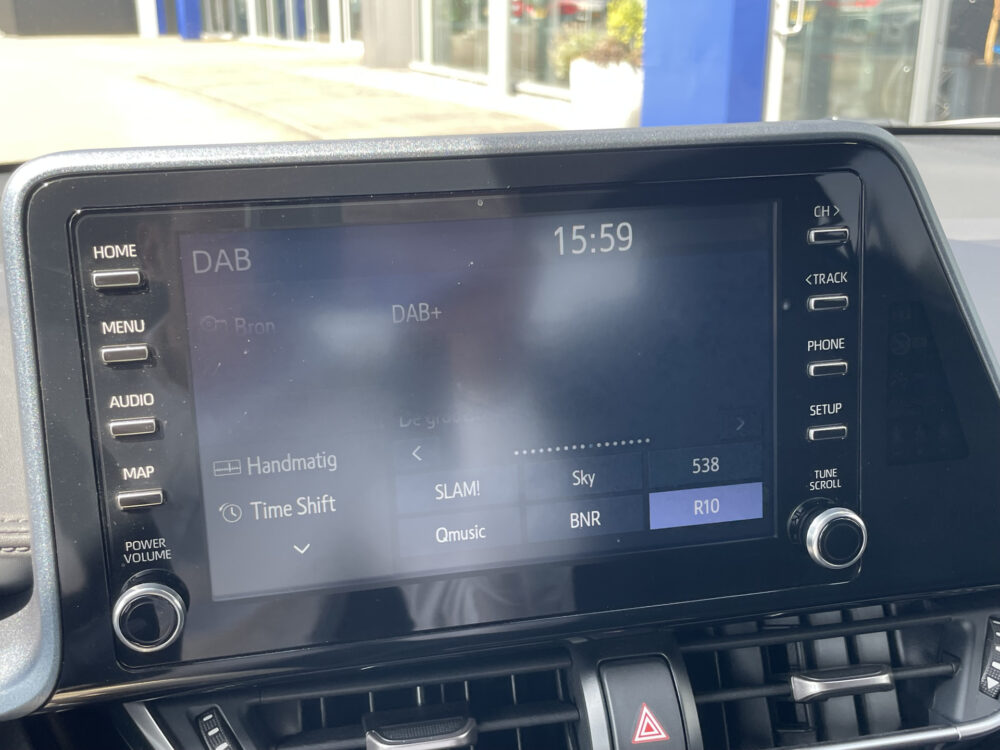 HOME
MENU
AUDIO
MAP
POWER
VOLUME
DAB
15:59
Bron
DAB+
Handmatig
Time Shift
<
>
SLAM!
Sky
538
Qmusic
BNR
R10
CH >
< TRACK
PHONE
SETUP
TUNE
SCROLL